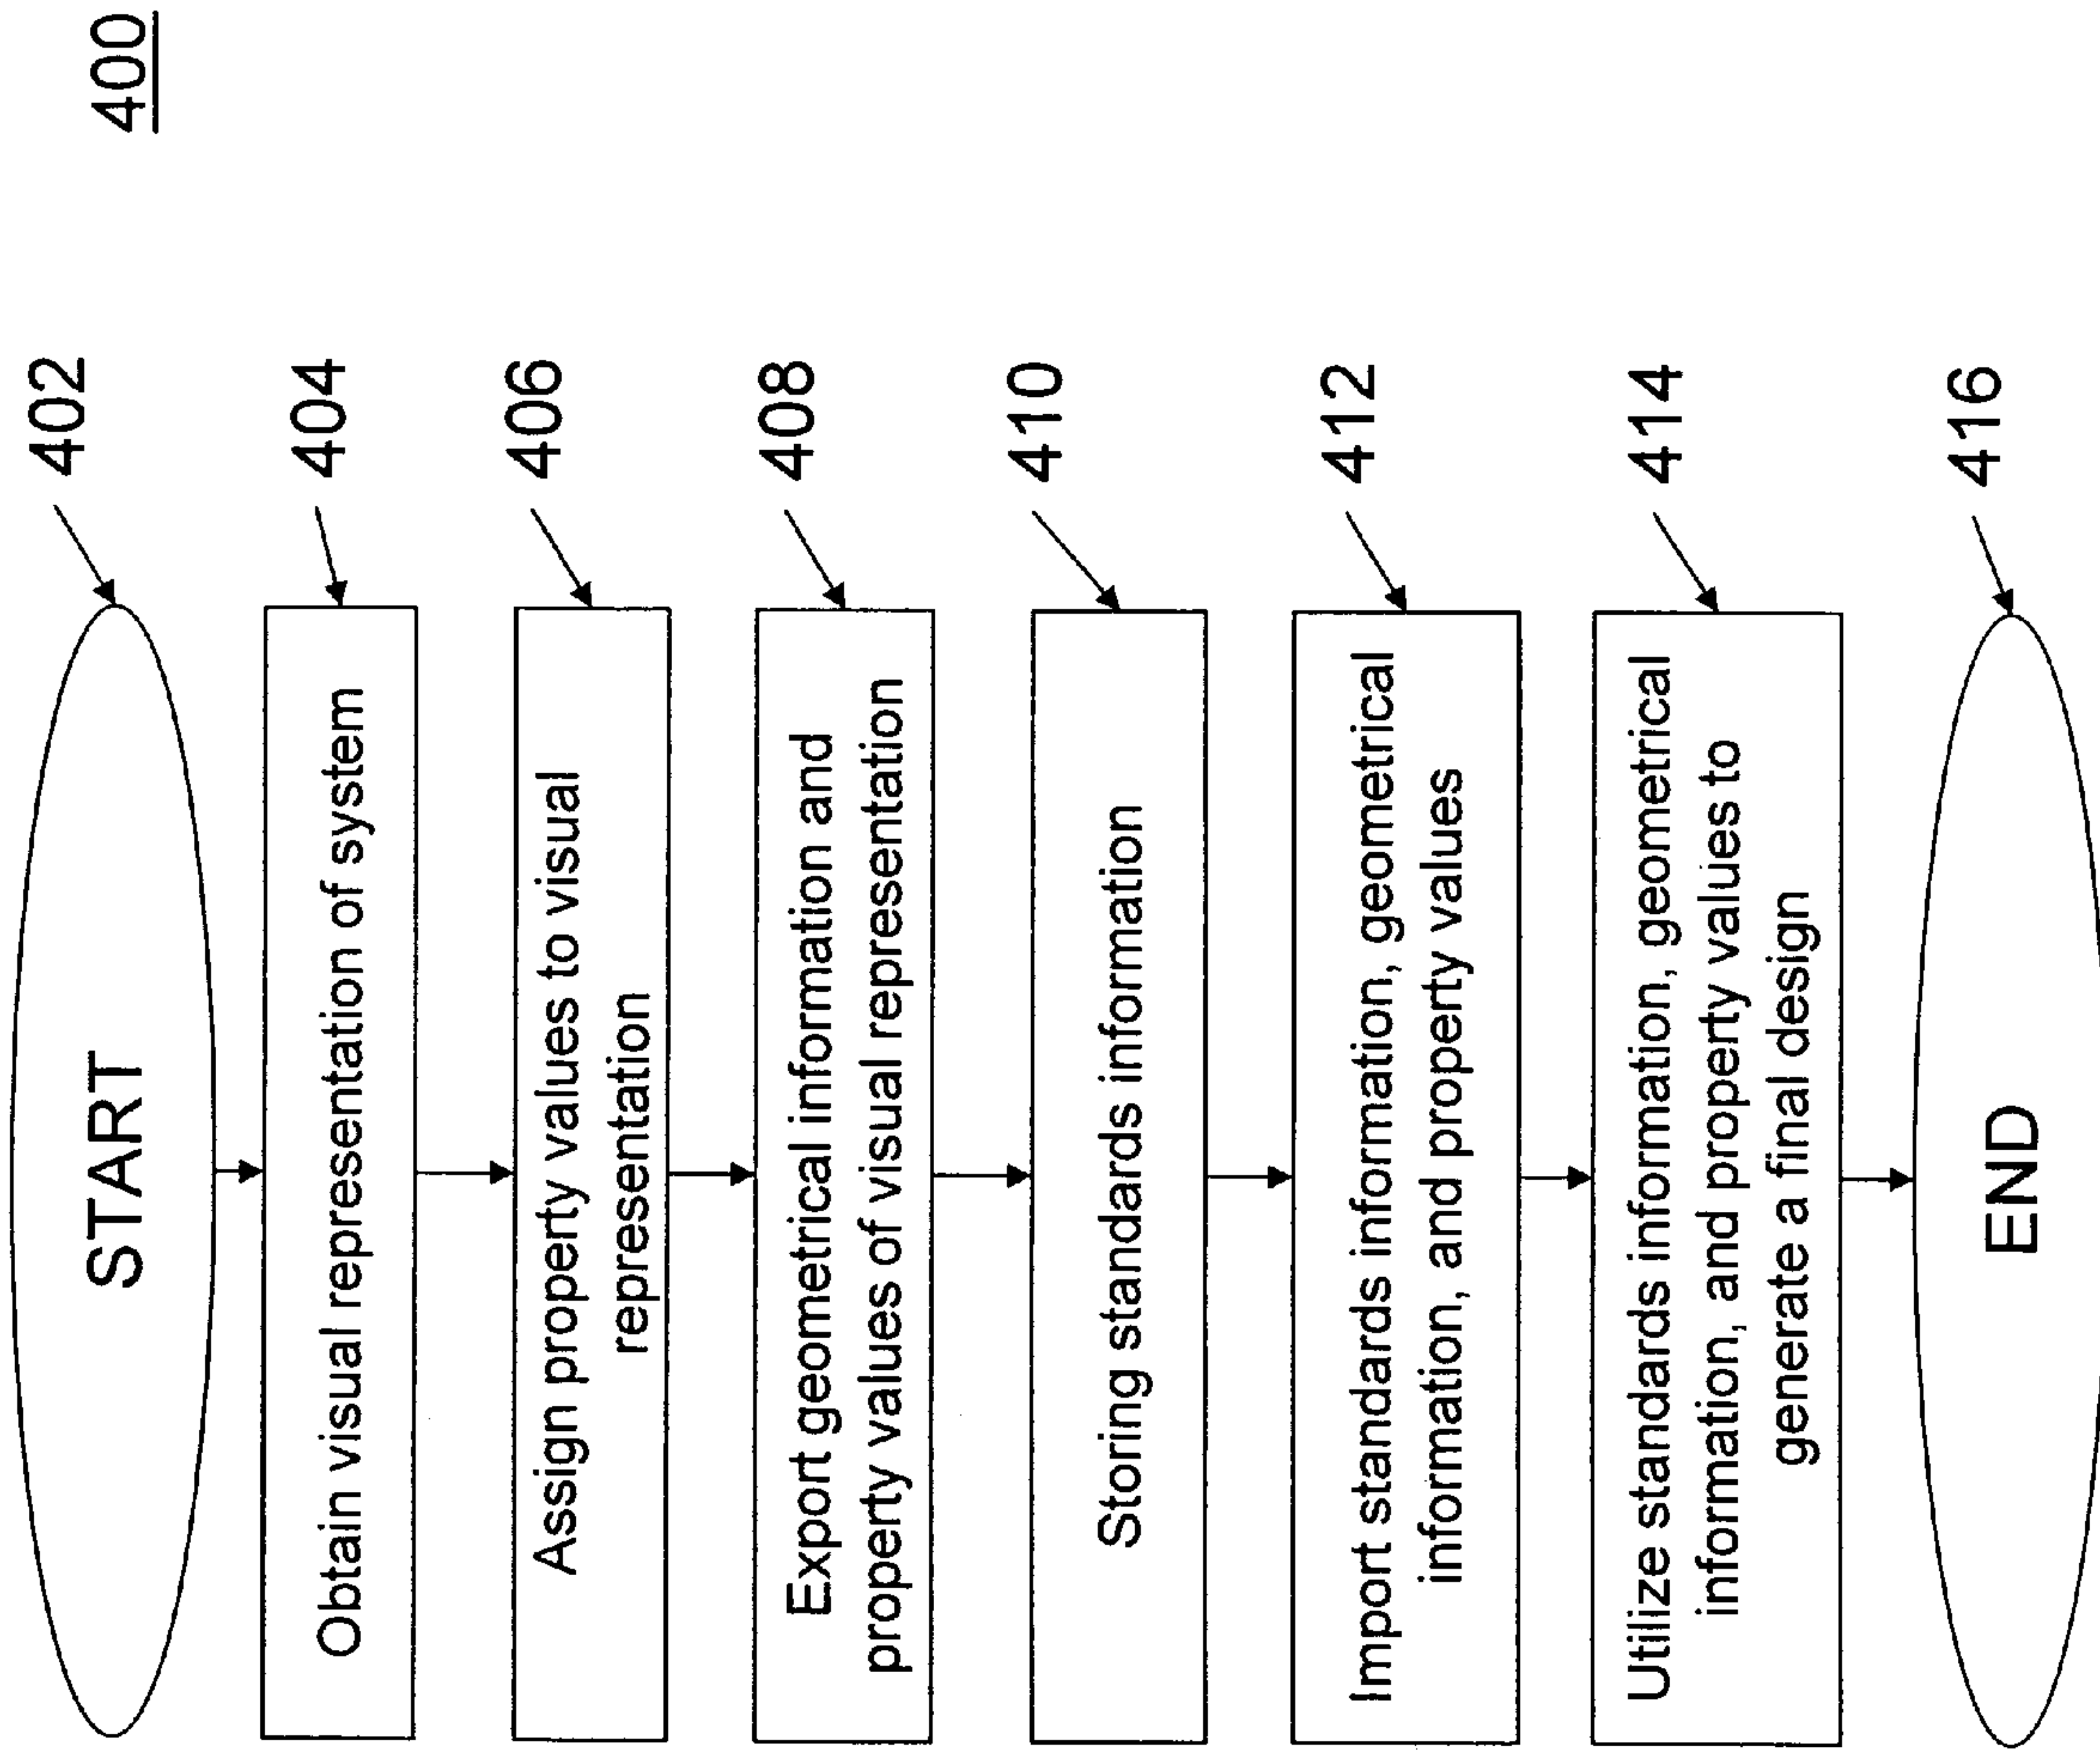 400
START
402
Obtain visual representation of system
404
Assign property values to visual
representation
406
Export geometrical information and
property values of visual representation
408
Storing standards information
410
Import standards information, geometrical
information, and property values
412
Utilize standards information, geometrical
information, and property values to
generate a final design
414
END
416